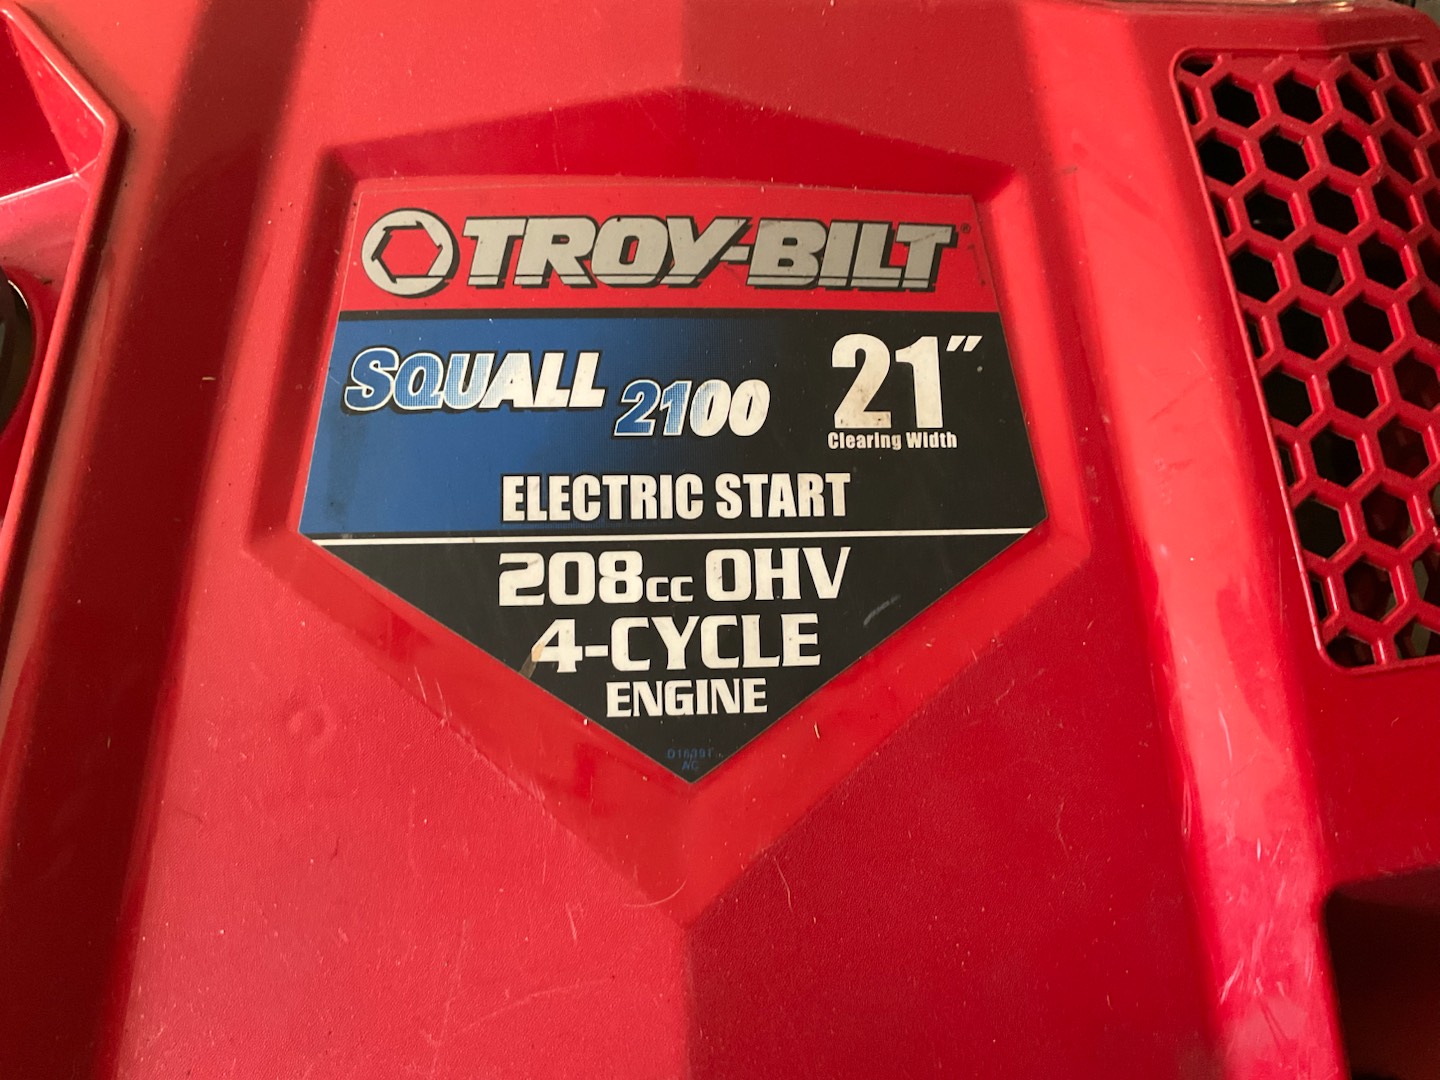 TROY-BILT®
SQUALL 2100
21"
Clearing Width
ELECTRIC START
208cc OHV
4-CYCLE
ENGINE